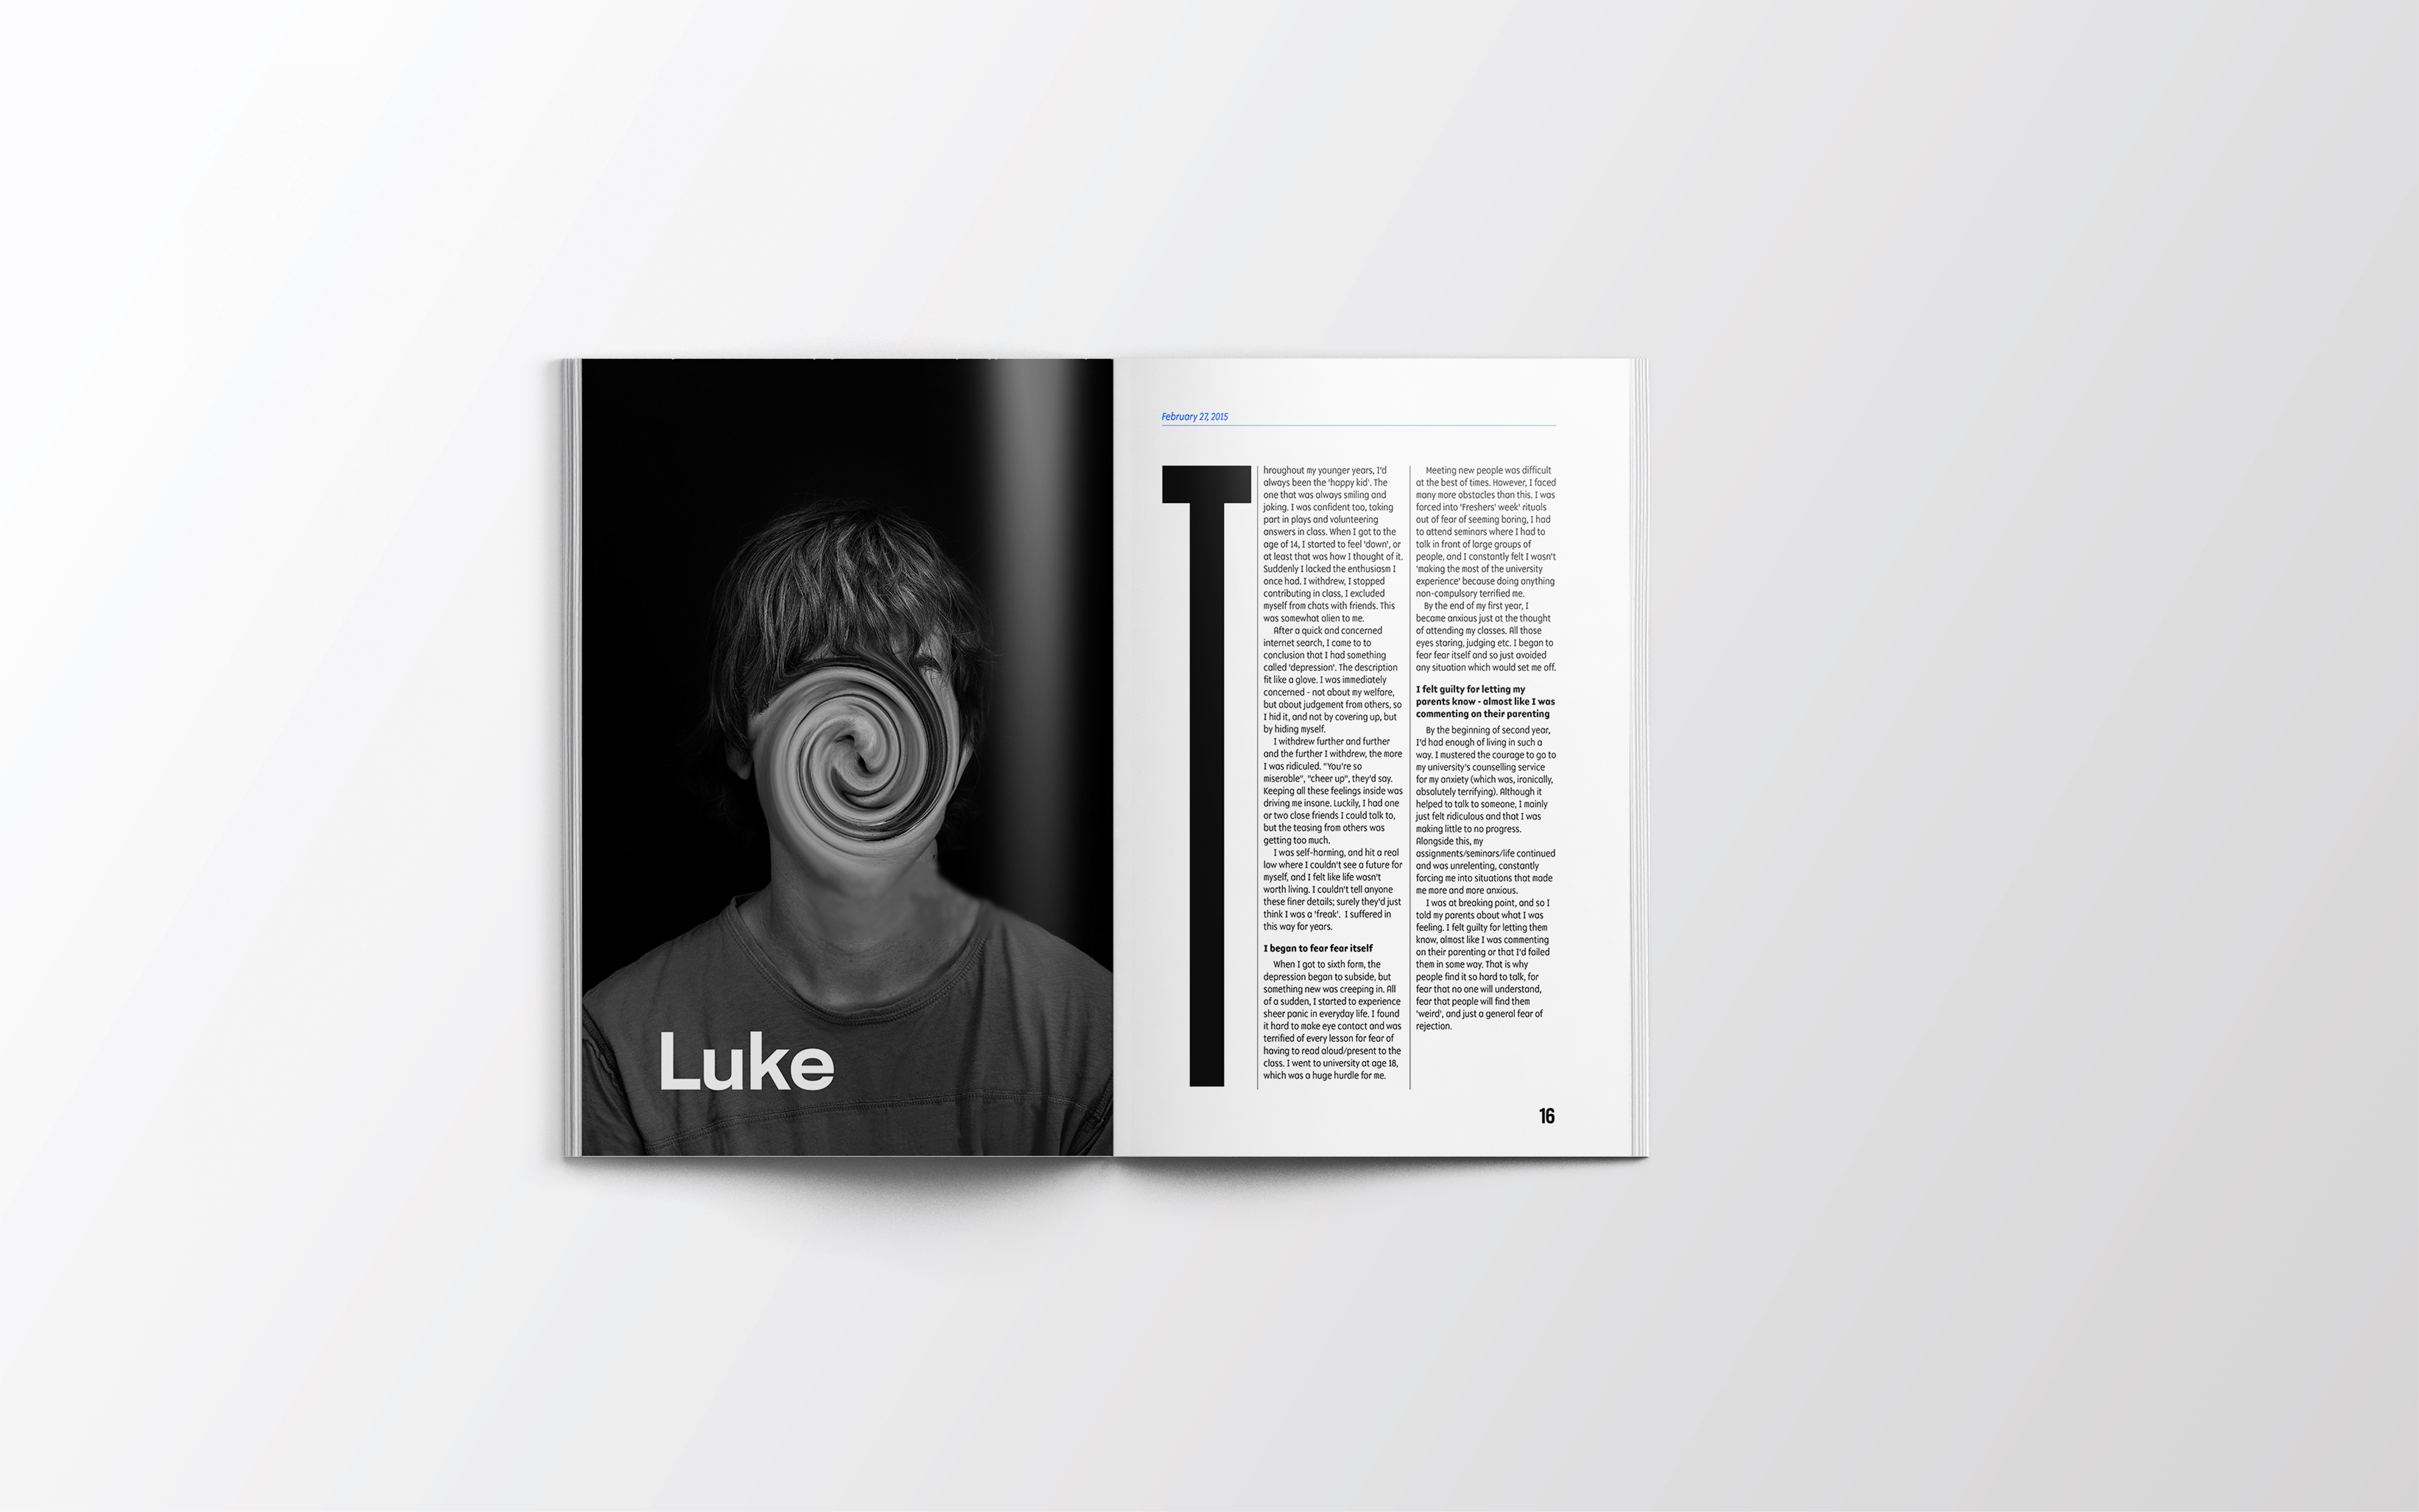 Luke
February 27, 2015
T
hroughout my younger years, I'd
always been the 'happy kid'. The
one that was always smiling and
joking. I was confident too, taking
part in plays and volunteering
answers in class. When I got to the
age of 14, I started to feel 'down', or
at least that was how I thought of it.
Suddenly I lacked the enthusiasm I
once had. I withdrew, I stopped
contributing in class, I excluded
myself from chats with friends. This
was somewhat alien to me.
After a quick and concerned
internet search, I came to to
conclusion that I had something
called 'depression'. The description
fit like a glove. I was immediately
concerned - not about my welfare,
but about judgement from others, so
I hid it, and not by covering up, but
by hiding myself.
I withdrew further and further
and the further I withdrew, the more
I was ridiculed. "You're so
miserable", "cheer up", they'd say.
Keeping all these feelings inside was
driving me insane. Luckily, I had one
or two close friends I could talk to,
but the teasing from others was
getting too much.
I was self-harming, and hit a real
low where I couldn't see a future for
myself, and I felt like life wasn't
worth living. I couldn't tell anyone
these finer details; surely they'd just
think I was a 'freak'. I suffered in
this way for years.
I began to fear fear itself
When I got to sixth form, the
depression began to subside, but
something new was creeping in. All
of a sudden, I started to experience
sheer panic in everyday life. I found
it hard to make eye contact and was
terrified of every lesson for fear of
having to read aloud/present to the
class. I went to university at age 18,
which was a huge hurdle for me.
Meeting new people was difficult
at the best of times. However, I faced
many more obstacles than this. I was
forced into 'Freshers' week' rituals
out of fear of seeming boring, I had
to attend seminars where I had to
talk in front of large groups of
people, and I constantly felt I wasn't
'making the most of the university
experience' because doing anything
non-compulsory terrified me.
By the end of my first year, I
became anxious just at the thought
of attending my classes. All those
eyes staring, judging etc. I began to
fear fear itself and so just avoided
any situation which would set me off.
I felt guilty for letting my
parents know - almost like I was
commenting on their parenting
By the beginning of second year,
I'd had enough of living in such a
way. I mustered the courage to go to
my university's counselling service
for my anxiety (which was, ironically,
absolutely terrifying). Although it
helped to talk to someone, I mainly
just felt ridiculous and that I was
making little to no progress.
Alongside this, my
assignments/seminars/life continued
and was unrelenting, constantly
forcing me into situations that made
me more and more anxious.
I was at breaking point, and so I
told my parents about what I was
feeling. I felt guilty for letting them
know, almost like I was commenting
on their parenting or that I'd failed
them in some way. That is why
people find it so hard to talk, for
fear that no one will understand,
fear that people will find them
'weird', and just a general fear of
rejection.
16